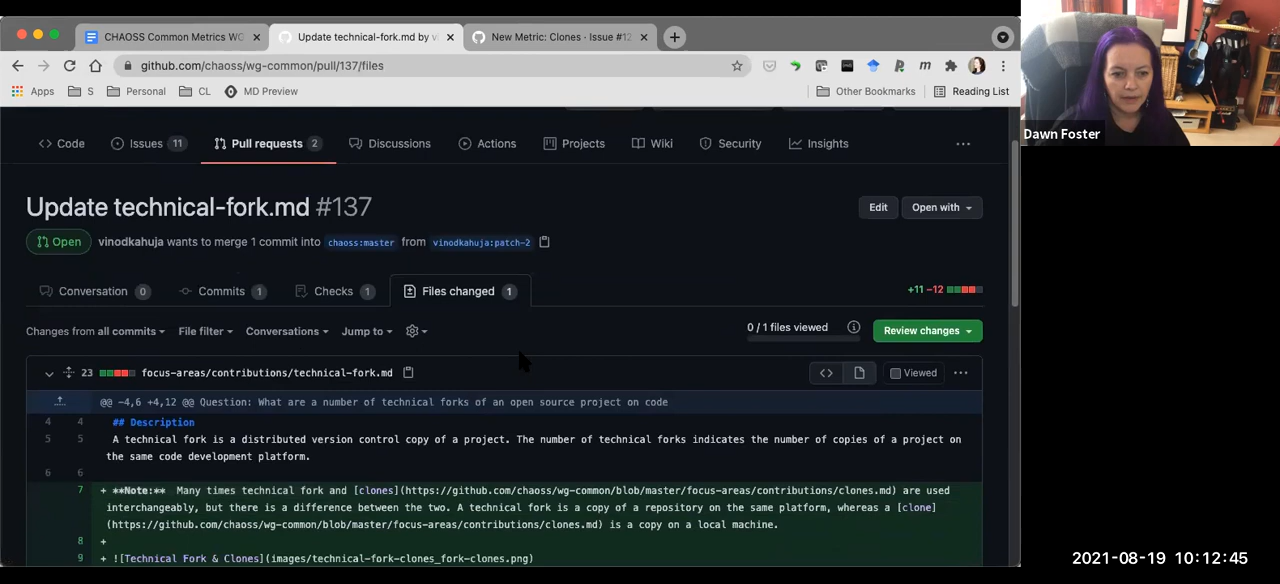 CHAOSS Common Metrics WG
Update technical-fork.md by vi
New Metric: Clones · Issue #12
github.com/chaoss/wg-common/pull/137/files
Apps
S
Personal
CL
MD Preview
Other Bookmarks
Reading List
Code
Issues 11
Pull requests 2
Discussions
Actions
Projects
Wiki
Security
Insights
Update technical-fork.md #137
Edit
Open with
Open
vinodkahuja wants to merge 1 commit into chaoss:master from vinodkahuja:patch-2
Conversation 0
Commits 1
Checks 1
Files changed 1
+11 −12
Changes from all commits
File filter
Conversations
Jump to
0 / 1 files viewed
Review changes
23 focus-areas/contributions/technical-fork.md
Viewed
@@ -4,6 +4,12 @@ Question: What are a number of technical forks of an open source project on code
4 4 ## Description
5 5 A technical fork is a distributed version control copy of a project. The number of technical forks indicates the number of copies of a project on
the same code development platform.
6 6
7 + **Note:** Many times technical fork and [clones](https://github.com/chaoss/wg-common/blob/master/focus-areas/contributions/clones.md) are used
interchangeably, but there is a difference between the two. A technical fork is a copy of a repository on the same platform, whereas a [clone]
(https://github.com/chaoss/wg-common/blob/master/focus-areas/contributions/clones.md) is a copy on a local machine.
8 +
9 + ![Technical Fork & Clones](images/technical-fork-clones_fork-clones.png)
Dawn Foster
2021-08-19 10:12:45